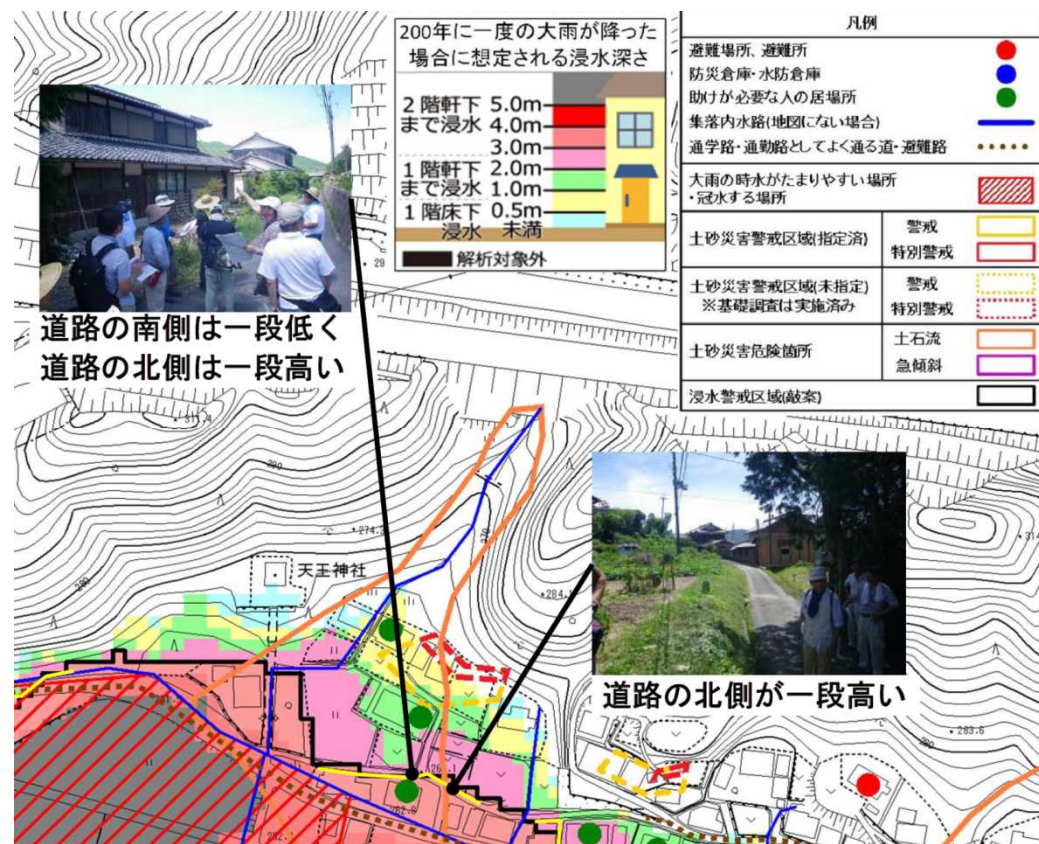 200年に一度の大雨が降った
場合に想定される浸水深さ
2階軒下
まで浸水
1階軒下
まで浸水
1階床下
浸水
5.0m
4.0m
3.0m
2.0m
1.0m
0.5m
未満
解析対象外
凡例
避難場所、避難所
防災倉庫・水防倉庫
助けが必要な人の居場所
集落内水路(地図にない場合)
通学路・通勤路としてよく通る道・避難路
大雨の時水がたまりやすい場所
・冠水する場所
土砂災害警戒区域(指定済)
警戒
特別警戒
土砂災害警戒区域(未指定)
※基礎調査は実施済み
警戒
特別警戒
土砂災害危険箇所
土石流
急傾斜
浸水警戒区域(敲案)
道路の南側は一段低く
道路の北側は一段高い
道路の北側が一段高い
天王神社
29
270
283.6